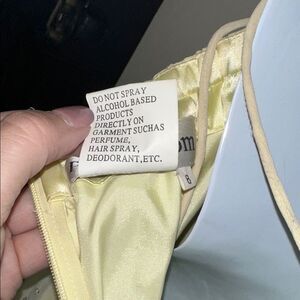 DO NOT SPRAY
ALCOHOL BASED
PRODUCTS
DIRECTLY ON
GARMENT SUCHAS
PERFUME,
HAIR SPRAY,
DEODORANT,ETC.
8